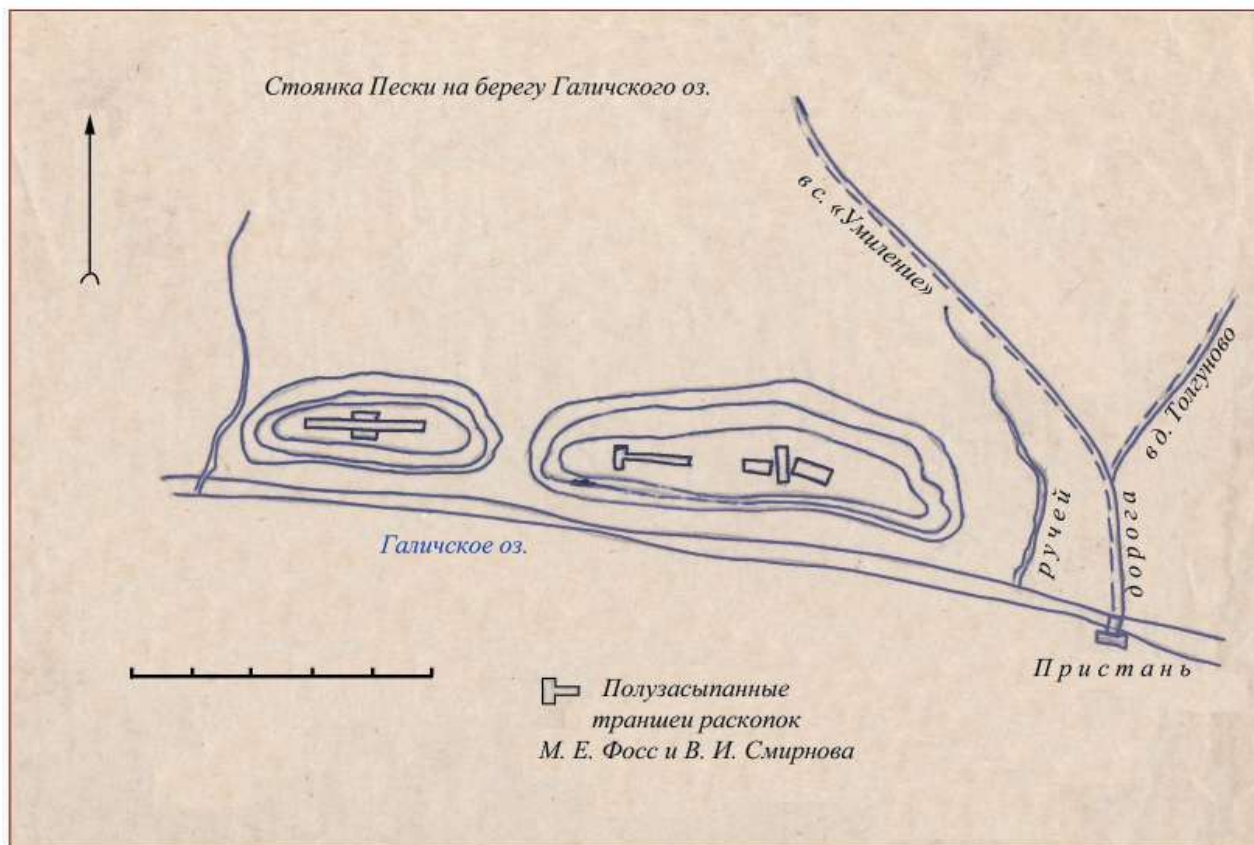 Стоянка Пески на берегу Галичского оз.
в с. «Умиление»
в д. Толгуново
ручей
дорога
Галичское оз.
Пристань
Полузасыпанные
траншеи раскопок
М. Е. Фосс и В. И. Смирнова